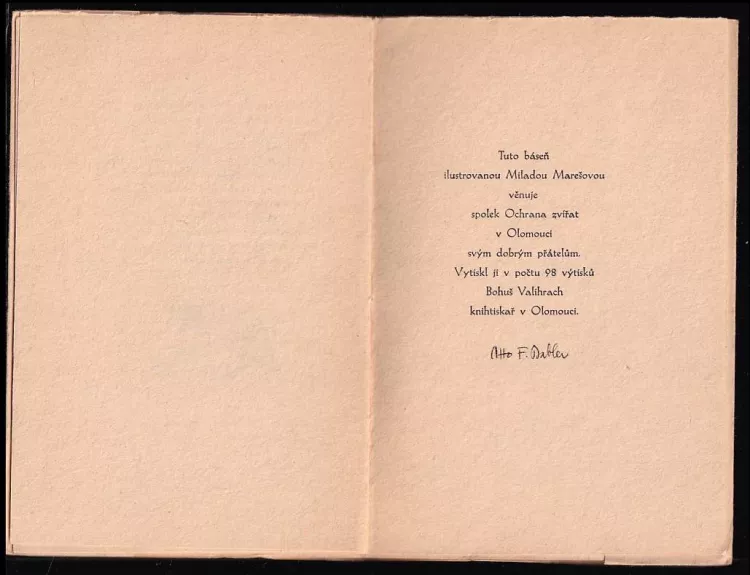 Tuto báseň
ilustrovanou Miladou Marešovou
věnuje
spolek Ochrana zvířat
v Olomouci
svým dobrým přátelům.
Vytiskl ji v počtu 98 výtisků
Bohuš Valihrach
knihtiskař v Olomouci.
Otto F. Babler